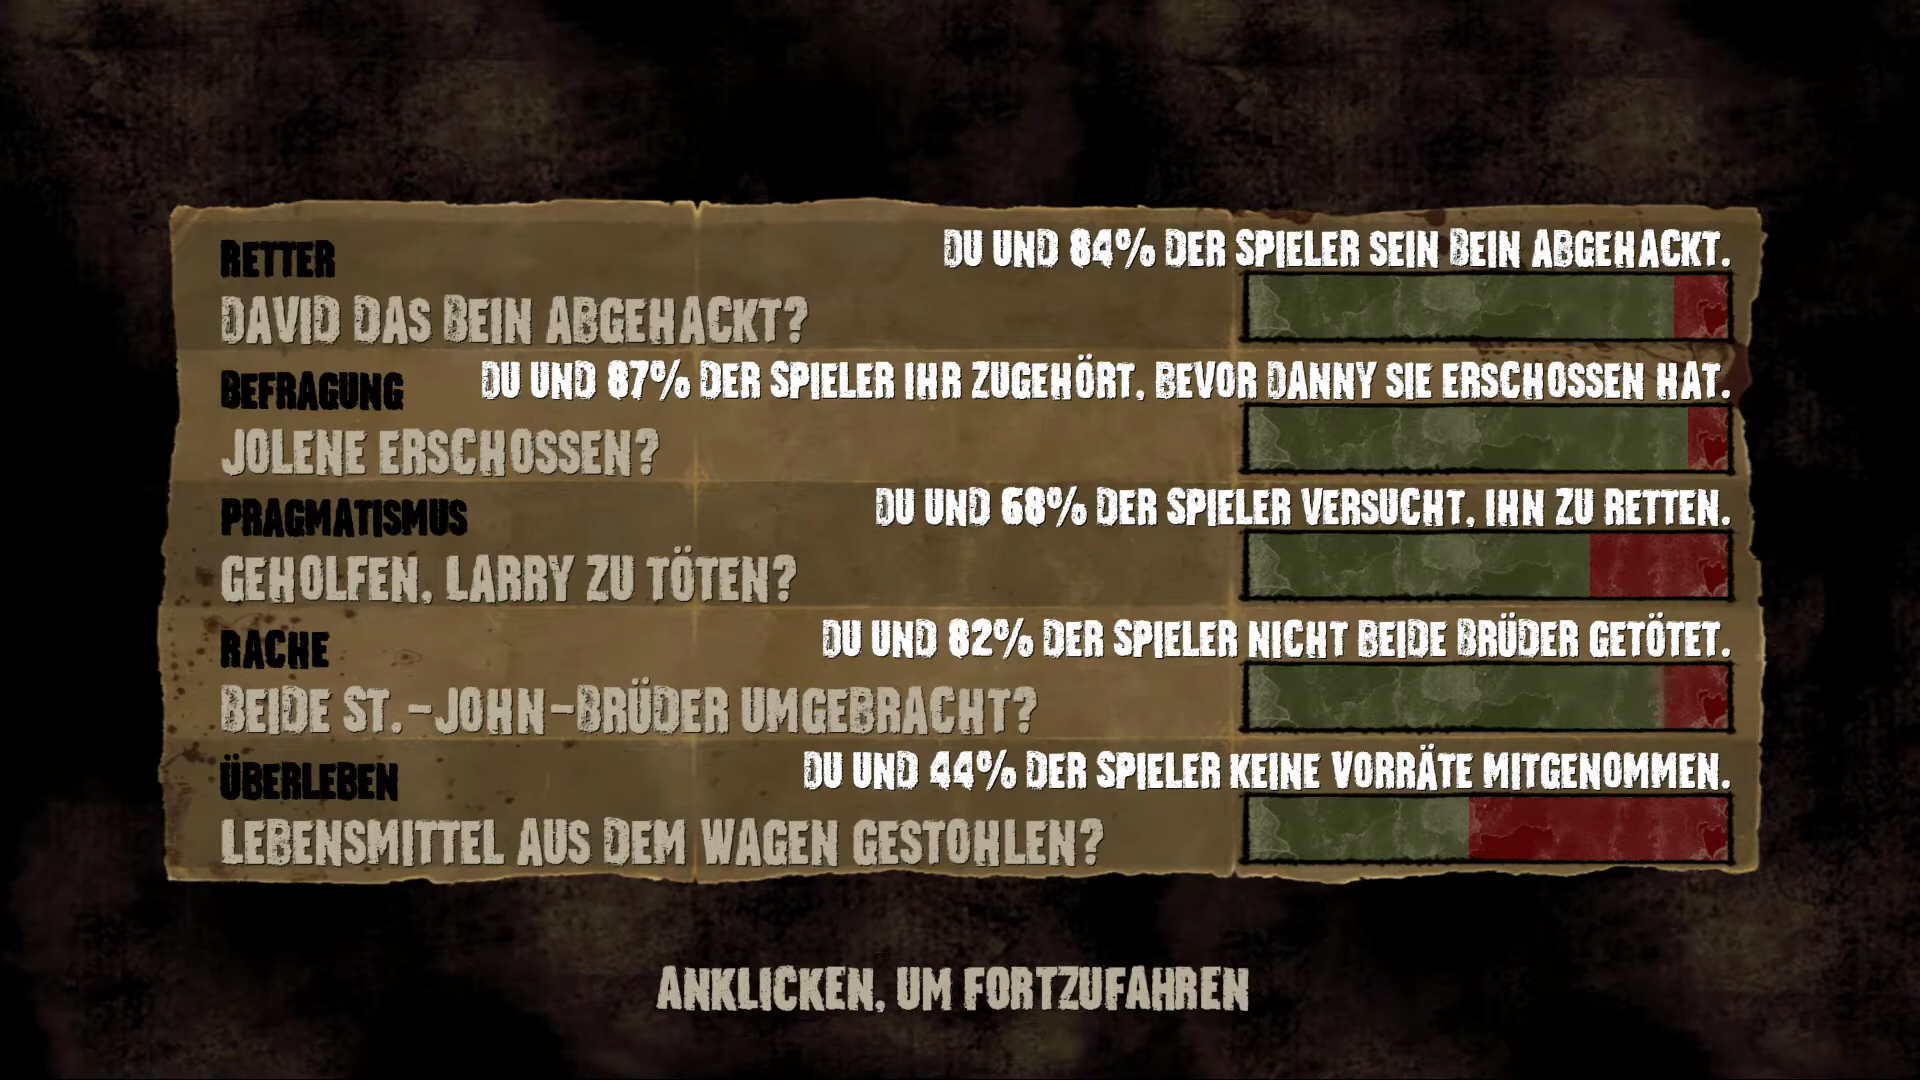 RETTER
DU UND 84% DER SPIELER SEIN BEIN ABGEHACKT.
DAVID DAS BEIN ABGEHACKT?
BEFRAGUNG
DU UND 87% DER SPIELER IHR ZUGEHÖRT, BEVOR DANNY SIE ERSCHOSSEN HAT.
JOLENE ERSCHOSSEN?
PRAGMATISMUS
DU UND 68% DER SPIELER VERSUCHT, IHN ZU RETTEN.
GEHOLFEN, LARRY ZU TÖTEN?
RACHE
DU UND 82% DER SPIELER NICHT BEIDE BRÜDER GETÖTET.
BEIDE ST.-JOHN-BRÜDER UMGEBRACHT?
ÜBERLEBEN
DU UND 44% DER SPIELER KEINE VORRÄTE MITGENOMMEN.
LEBENSMITTEL AUS DEM WAGEN GESTOHLEN?
ANKLICKEN, UM FORTZUFAHREN